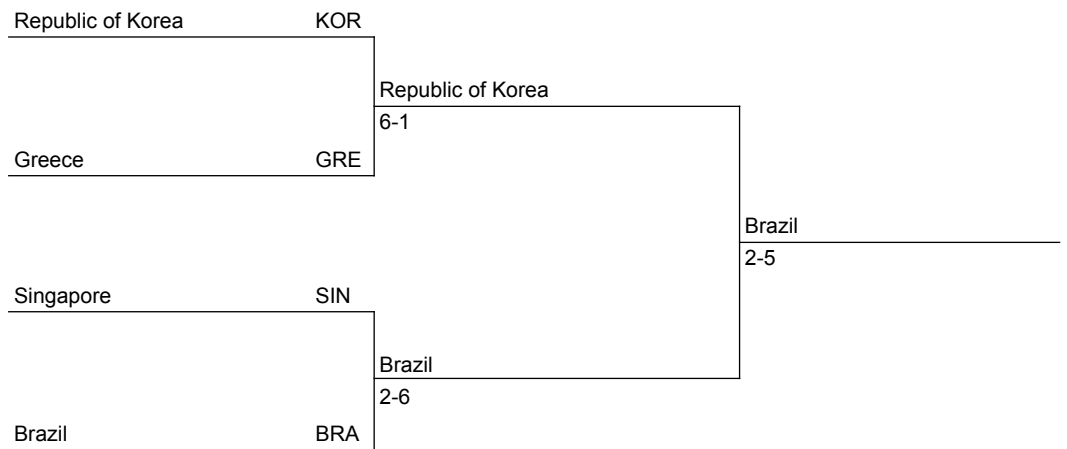 Republic of Korea KOR
Republic of Korea
6-1
Greece GRE
Brazil
2-5
Singapore SIN
Brazil
2-6
Brazil BRA